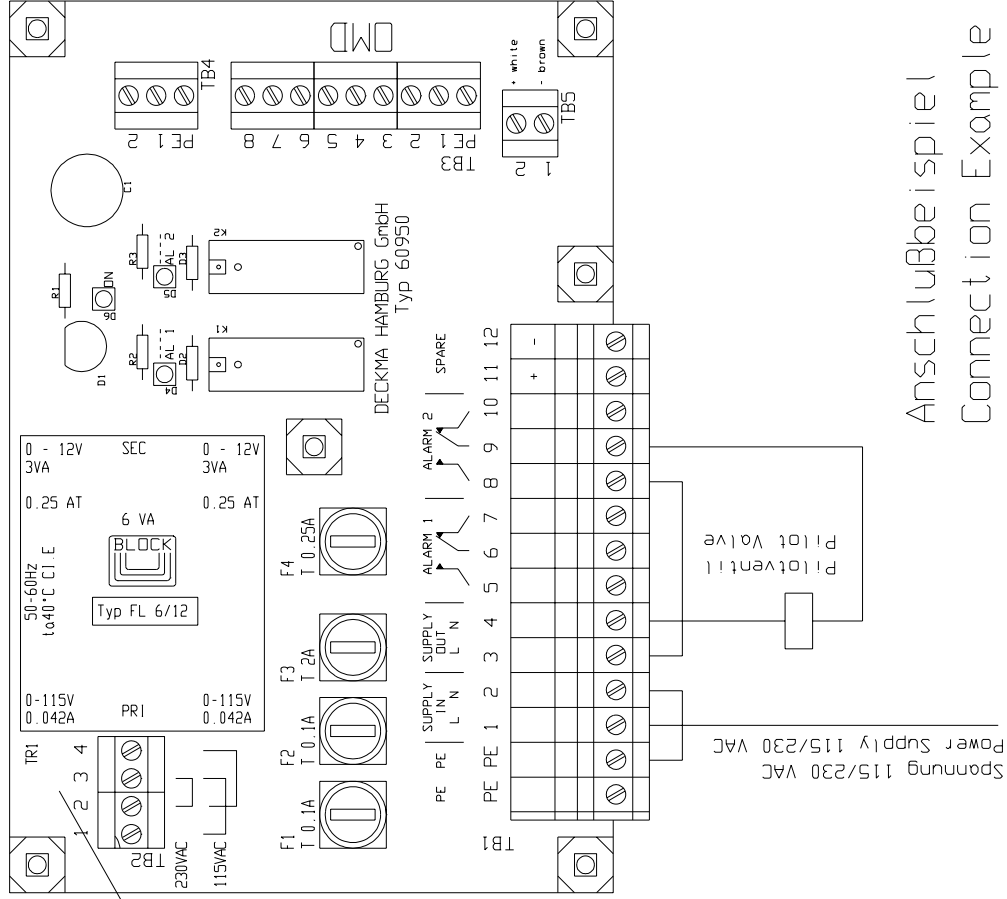 OMD
TB4
2 1 PE
8 7 6 5 4 3 2 1 PE
TB3
+ white
- brown
TB5
2 1
C1
R1
ON
D6
D1
R3
AL 2
D5
D3
K2
R2
AL 1
D4
D2
K1
DECKMA HAMBURG GmbH
Typ 60950
0 - 12V
3VA
SEC
0 - 12V
3VA
0.25 AT
0.25 AT
6 VA
BLOCK
50-60Hz
ta40°C Cl.E
Typ FL 6/12
0-115V
0.042A
PRI
0-115V
0.042A
TR1
1 2 3 4
TB2
230VAC
115VAC
F1
T 0.1A
F2
T 0.1A
F3
T 2A
F4
T 0.25A
PE PE
SUPPLY
IN
L N
SUPPLY
OUT
L N
ALARM 1
ALARM 2
SPARE
PE PE 1 2 3 4 5 6 7 8 9 10 11 12
+ -
TB1
Pilotventil
Pilot Valve
Spannung 115/230 VAC
Power Supply 115/230 VAC
Anschlußbeispiel
Connection Example